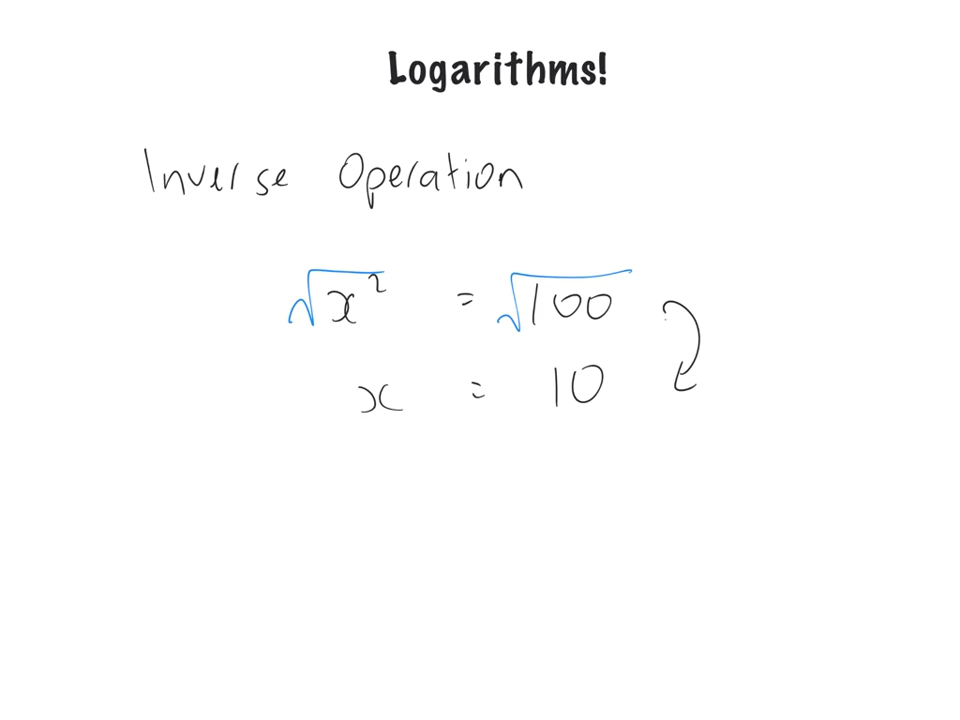 Logarithms!
Inverse Operation
√x² = √100
x = 10